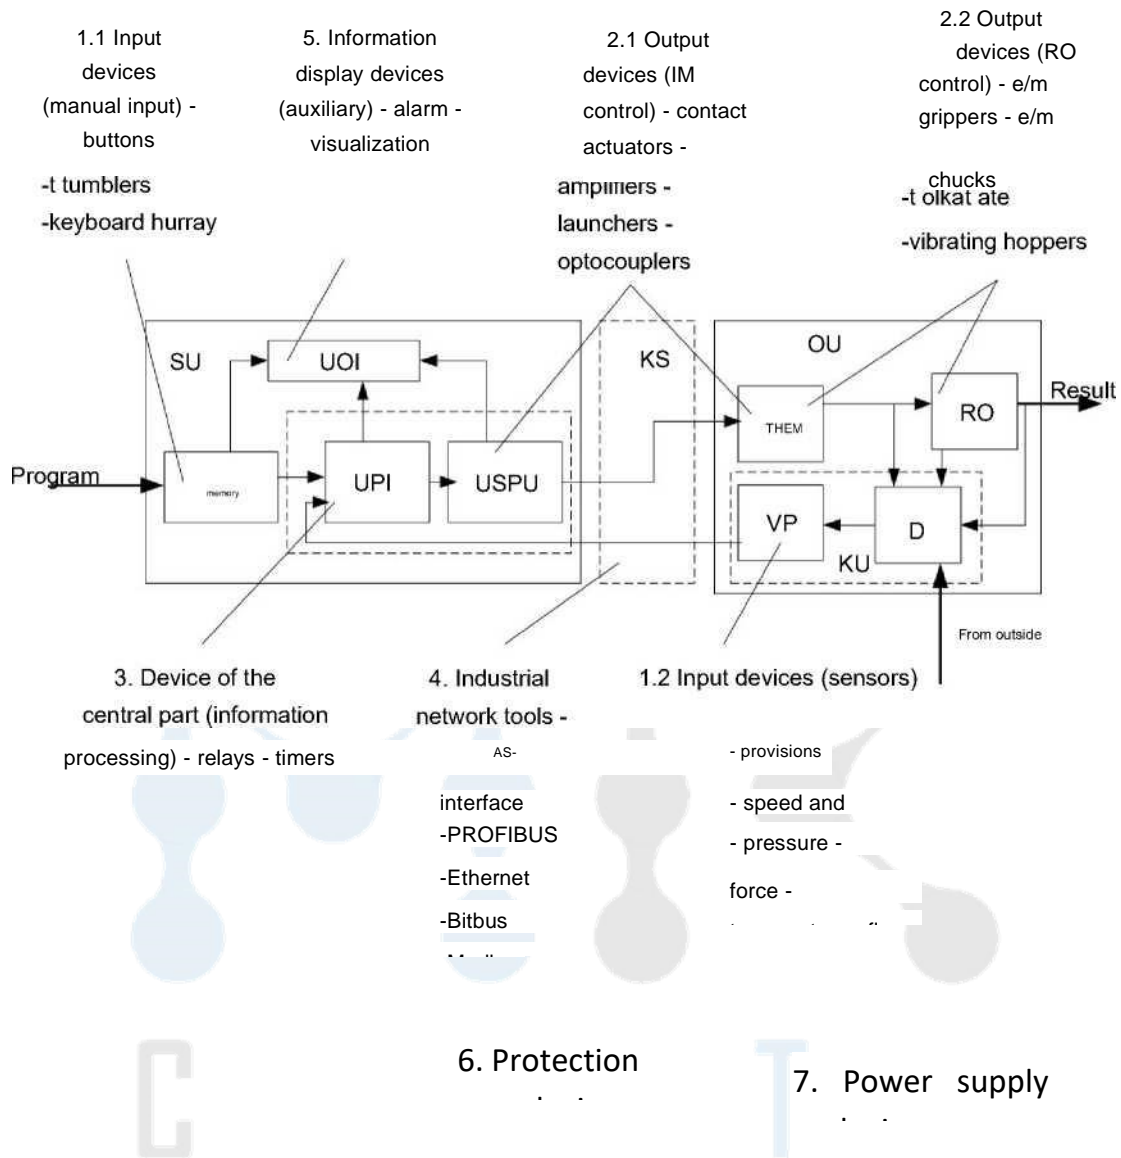 1.1 Input
devices
(manual input) -
buttons
-t tumblers
-keyboard hurray
5. Information
display devices
(auxiliary) - alarm -
visualization
2.1 Output
devices (IM
control) - contact
actuators -
amplifiers -
launchers -
optocouplers
2.2 Output
devices (RO
control) - e/m
grippers - e/m
chucks
-t olkat ate
-vibrating hoppers
SU
UOI
KS
OU
THEM
RO
Result
Program
memory
UPI
USPU
VP
D
KU
From outside
3. Device of the
central part (information
processing) - relays - timers
4. Industrial
network tools -
AS-
interface
-PROFIBUS
-Ethernet
-Bitbus
1.2 Input devices (sensors)
- provisions
- speed and
- pressure -
force -
6. Protection
7. Power supply